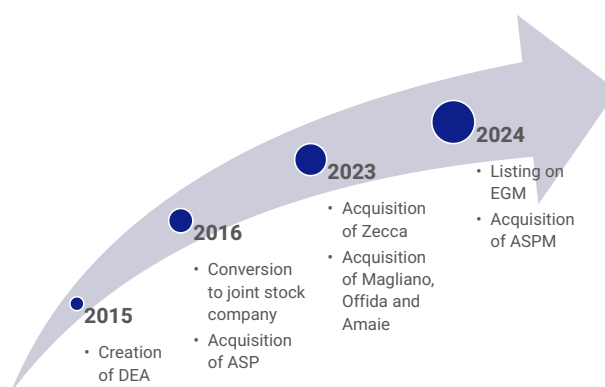 2015
• Creation
of DEA
2016
• Conversion
to joint stock
company
• Acquisition
of ASP
2023
• Acquisition
of Zecca
• Acquisition
of Magliano,
Offida and
Amaie
2024
• Listing on
EGM
• Acquisition
of ASPM